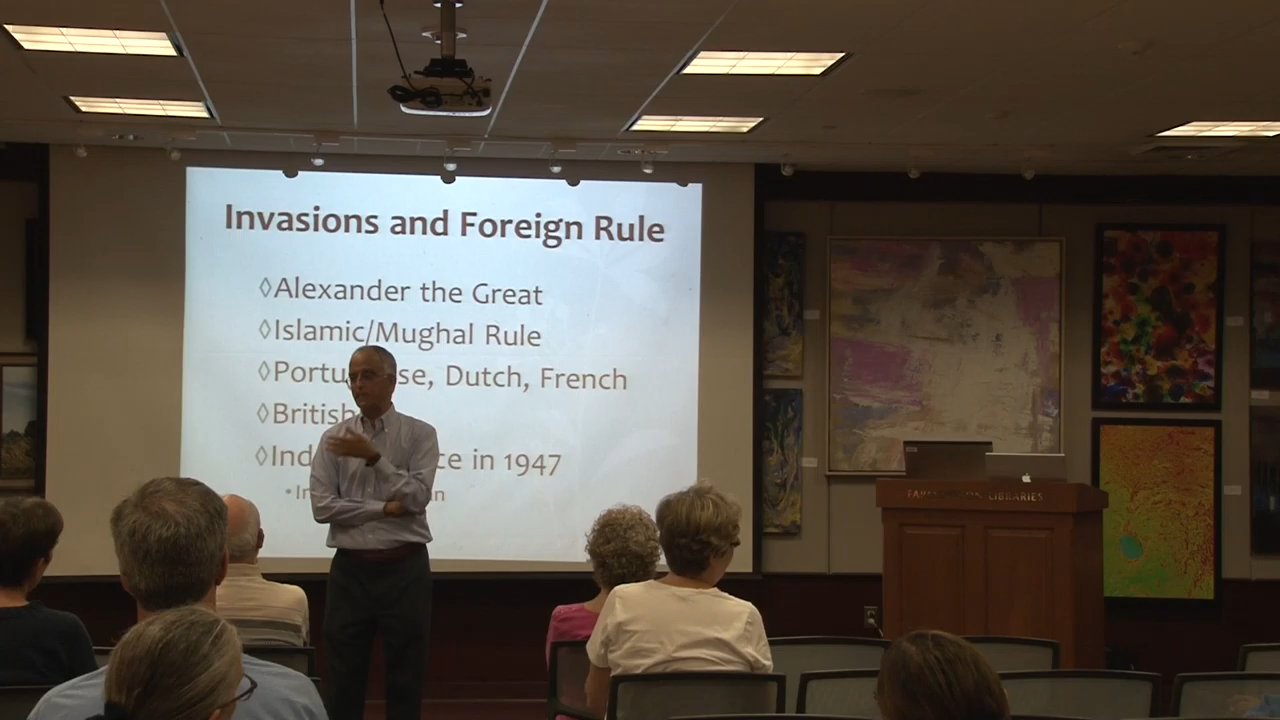 Invasions and Foreign Rule
◊Alexander the Great
◊Islamic/Mughal Rule
◊Portu se, Dutch, French
◊British
◊Ind ce in 1947
LIBRARIES